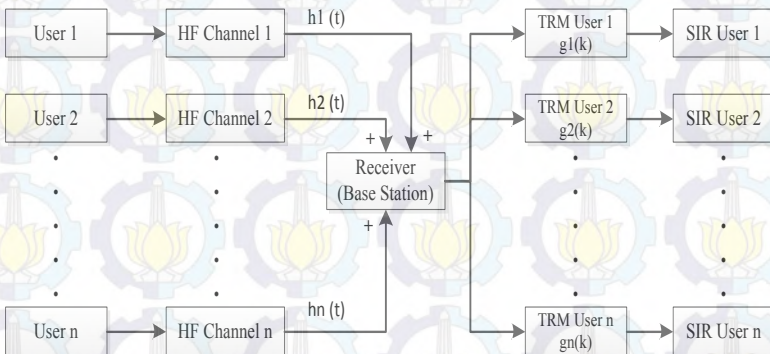 User 1
HF Channel 1
h1 (t)
TRM User 1
g1(k)
SIR User 1
User 2
HF Channel 2
h2 (t)
TRM User 2
g2(k)
SIR User 2
+
+
Receiver
(Base Station)
+
User n
HF Channel n
hn (t)
TRM User n
gn(k)
SIR User n